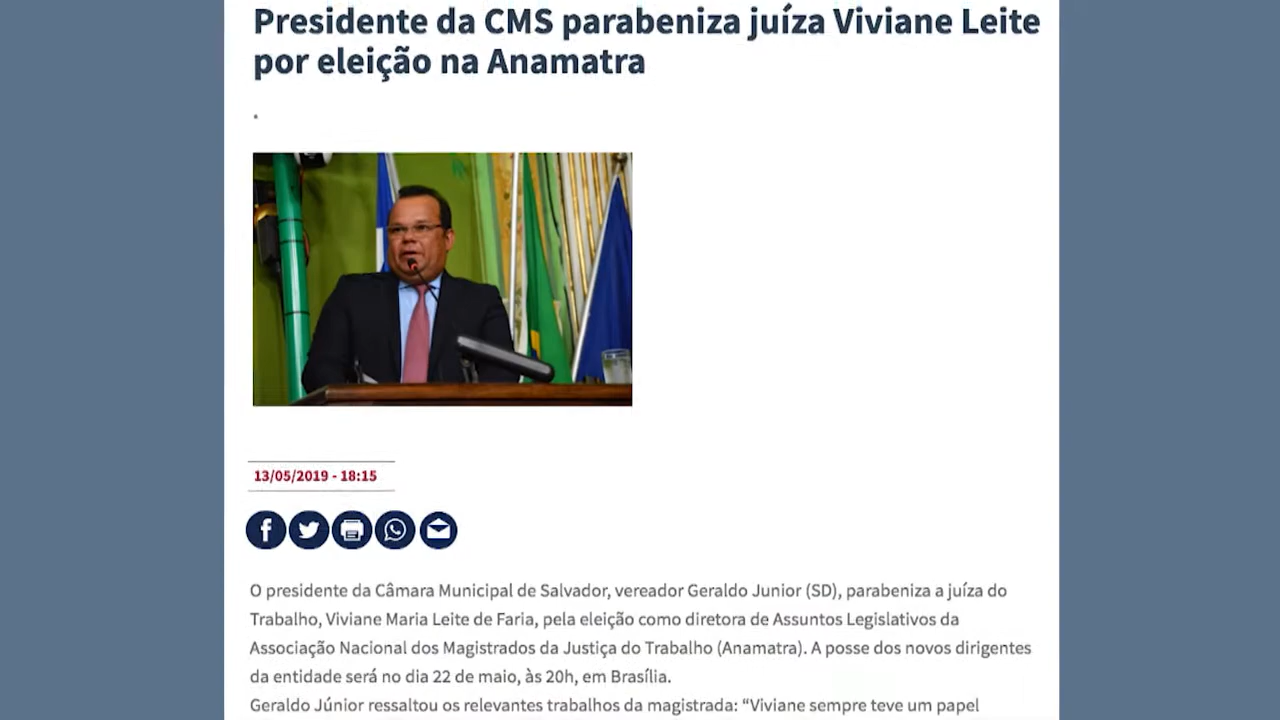 Presidente da CMS parabeniza juíza Viviane Leite
por eleição na Anamatra
.
13/05/2019 - 18:15
O presidente da Câmara Municipal de Salvador, vereador Geraldo Junior (SD), parabeniza a juíza do
Trabalho, Viviane Maria Leite de Faria, pela eleição como diretora de Assuntos Legislativos da
Associação Nacional dos Magistrados da Justiça do Trabalho (Anamatra). A posse dos novos dirigentes
da entidade será no dia 22 de maio, às 20h, em Brasília.
Geraldo Júnior ressaltou os relevantes trabalhos da magistrada: “Viviane sempre teve um papel